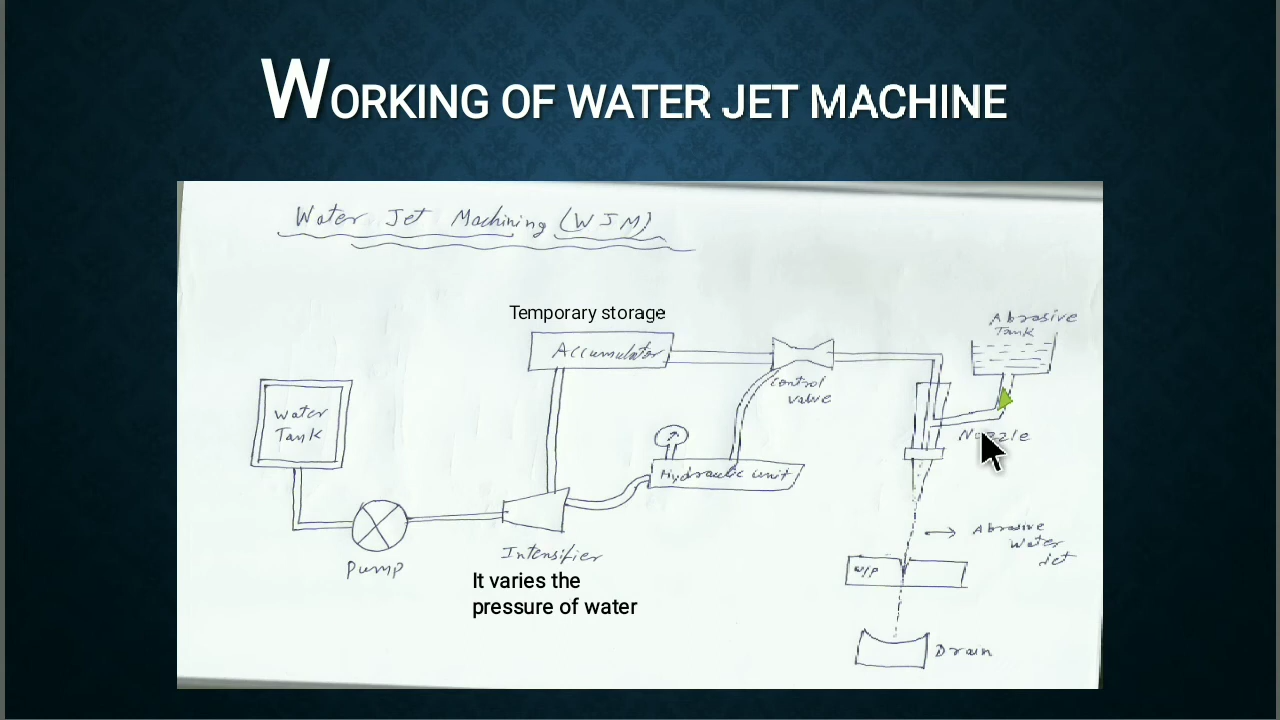 WORKING OF WATER JET MACHINE
Water Jet Machining (WJM)
Temporary storage
Accumulator
Abrasive
Tank
Control
valve
Water
Tank
Nozzle
Hydraulic unit
Pump
Intensifier
It varies the
pressure of water
Abrasive
Water
Jet
W/P
Drain